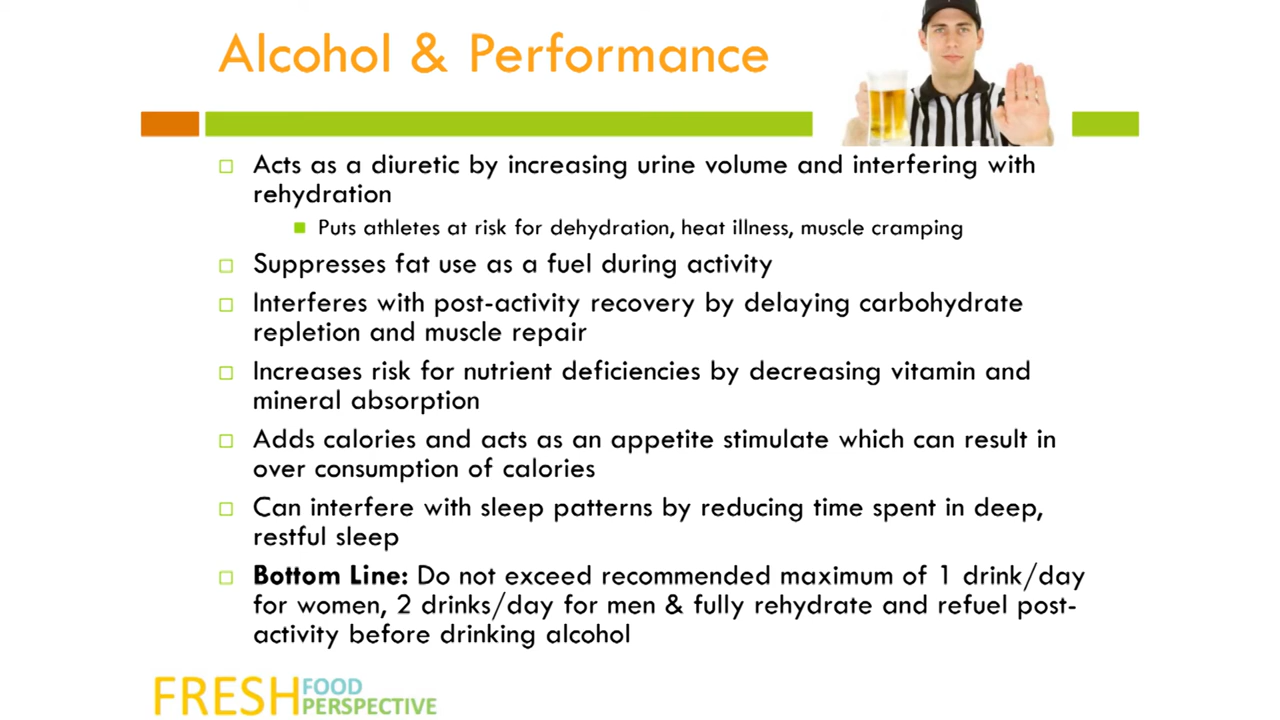 Alcohol & Performance
Acts as a diuretic by increasing urine volume and interfering with
rehydration
Puts athletes at risk for dehydration, heat illness, muscle cramping
Suppresses fat use as a fuel during activity
Interferes with post-activity recovery by delaying carbohydrate
repletion and muscle repair
Increases risk for nutrient deficiencies by decreasing vitamin and
mineral absorption
Adds calories and acts as an appetite stimulate which can result in
over consumption of calories
Can interfere with sleep patterns by reducing time spent in deep,
restful sleep
Bottom Line: Do not exceed recommended maximum of 1 drink/day
for women, 2 drinks/day for men & fully rehydrate and refuel post-
activity before drinking alcohol
FRESH FOOD
PERSPECTIVE